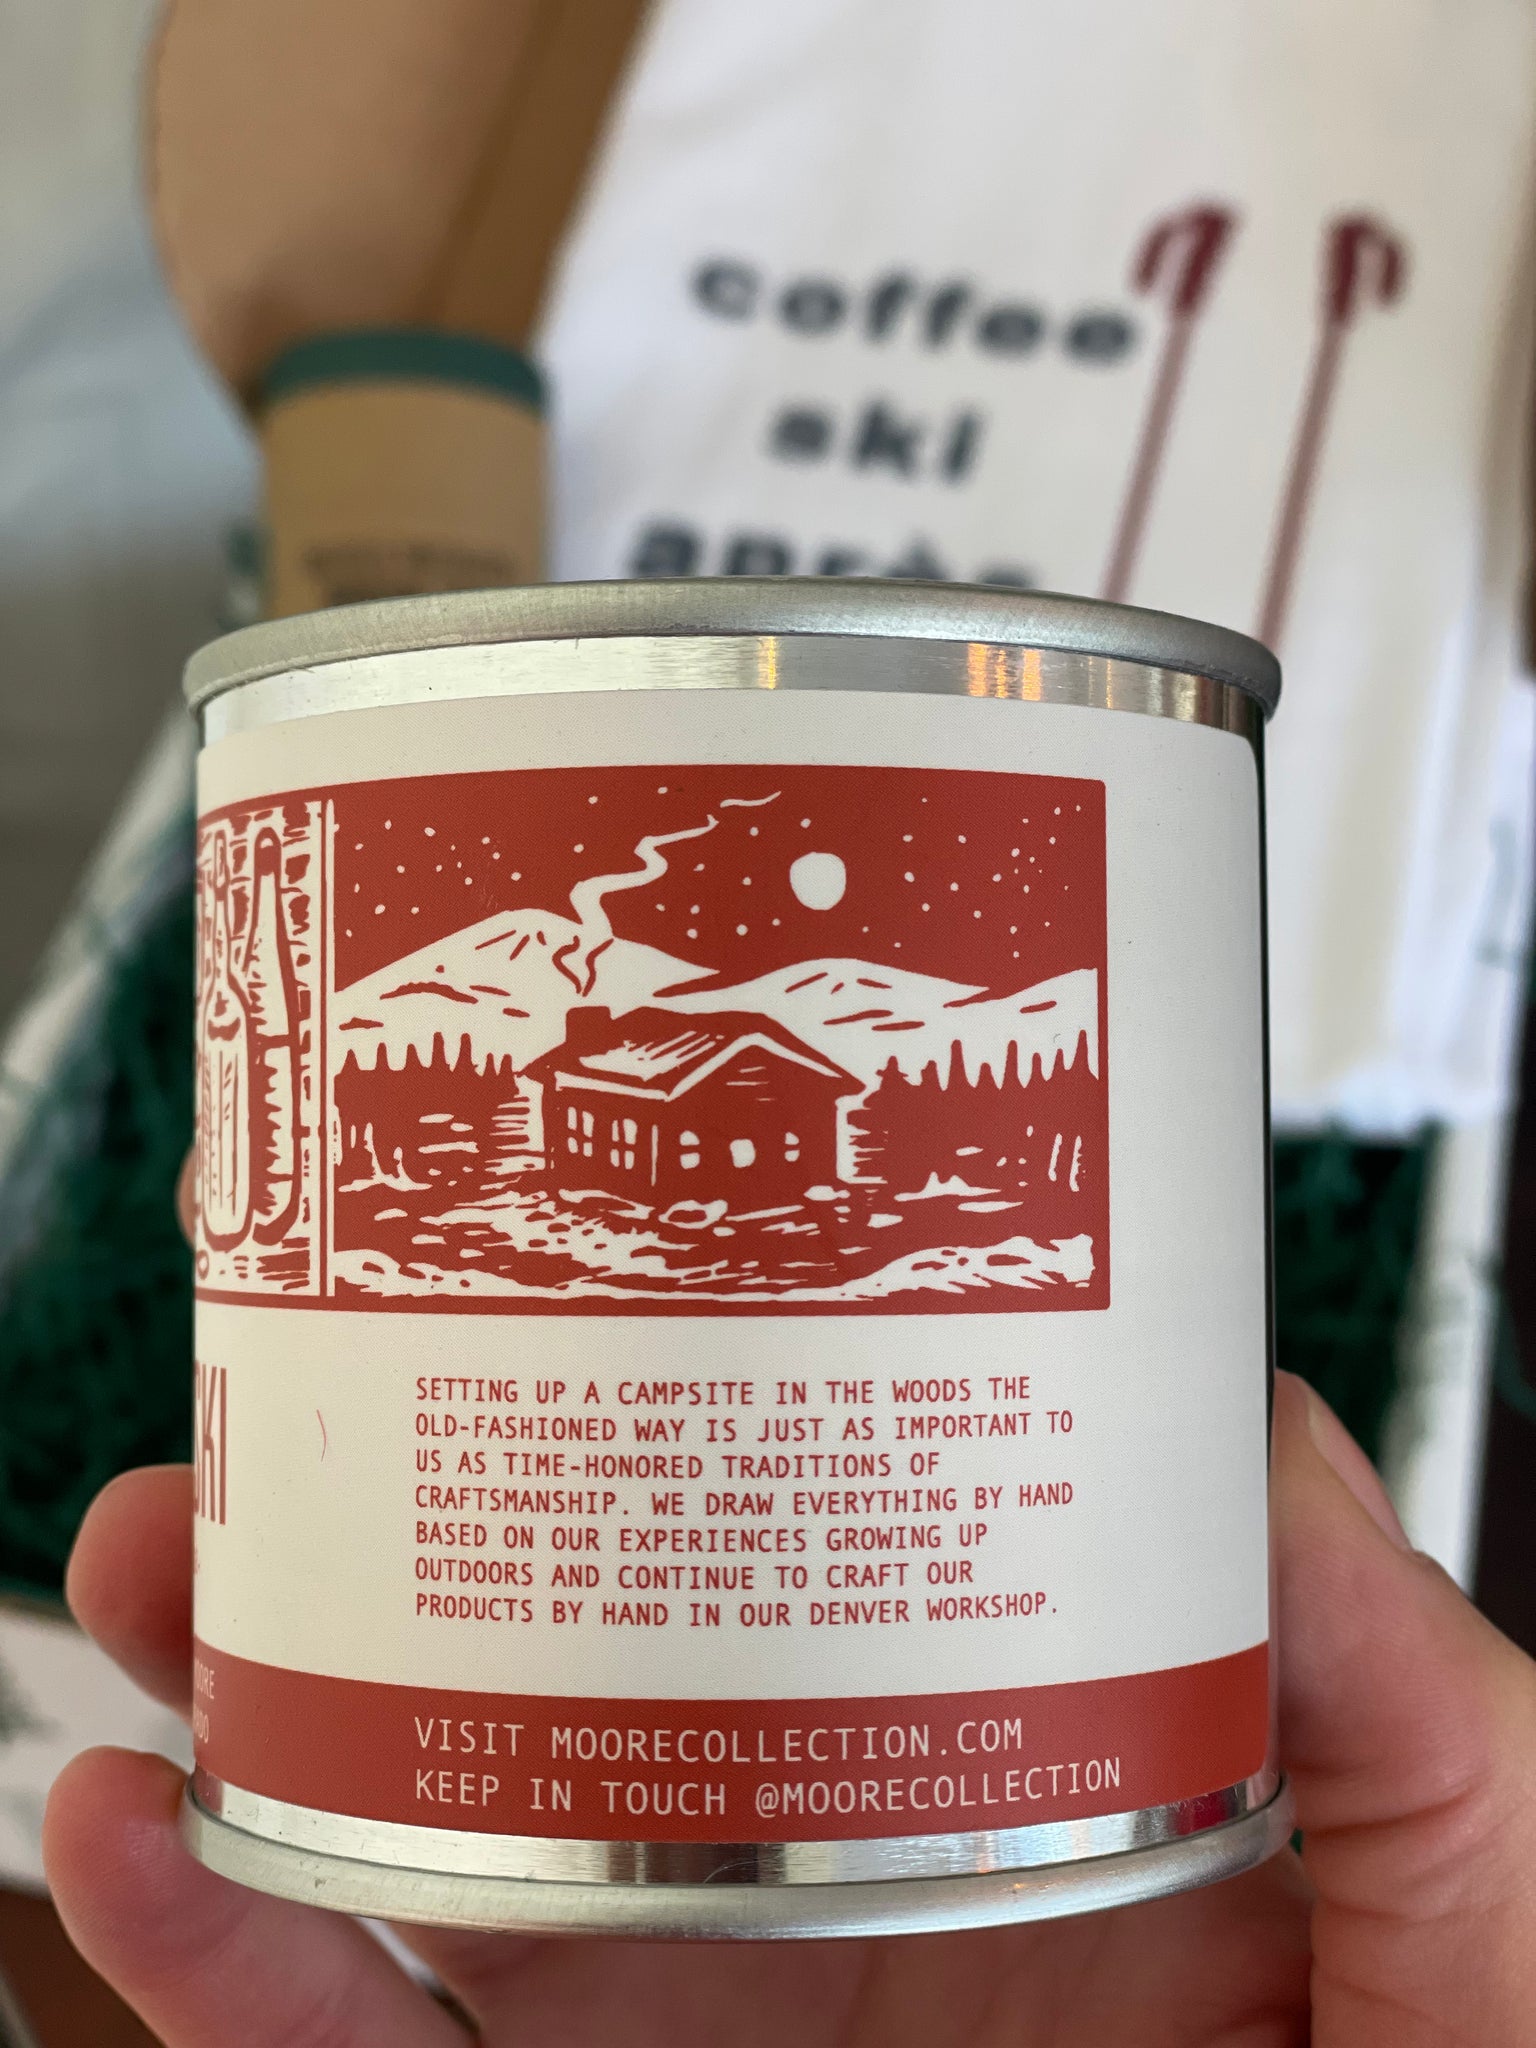 coffee
ski
après
SKI
SETTING UP A CAMPSITE IN THE WOODS THE
OLD-FASHIONED WAY IS JUST AS IMPORTANT TO
US AS TIME-HONORED TRADITIONS OF
CRAFTSMANSHIP. WE DRAW EVERYTHING BY HAND
BASED ON OUR EXPERIENCES GROWING UP
OUTDOORS AND CONTINUE TO CRAFT OUR
PRODUCTS BY HAND IN OUR DENVER WORKSHOP.
VISIT MOORECOLLECTION.COM
KEEP IN TOUCH @MOORECOLLECTION